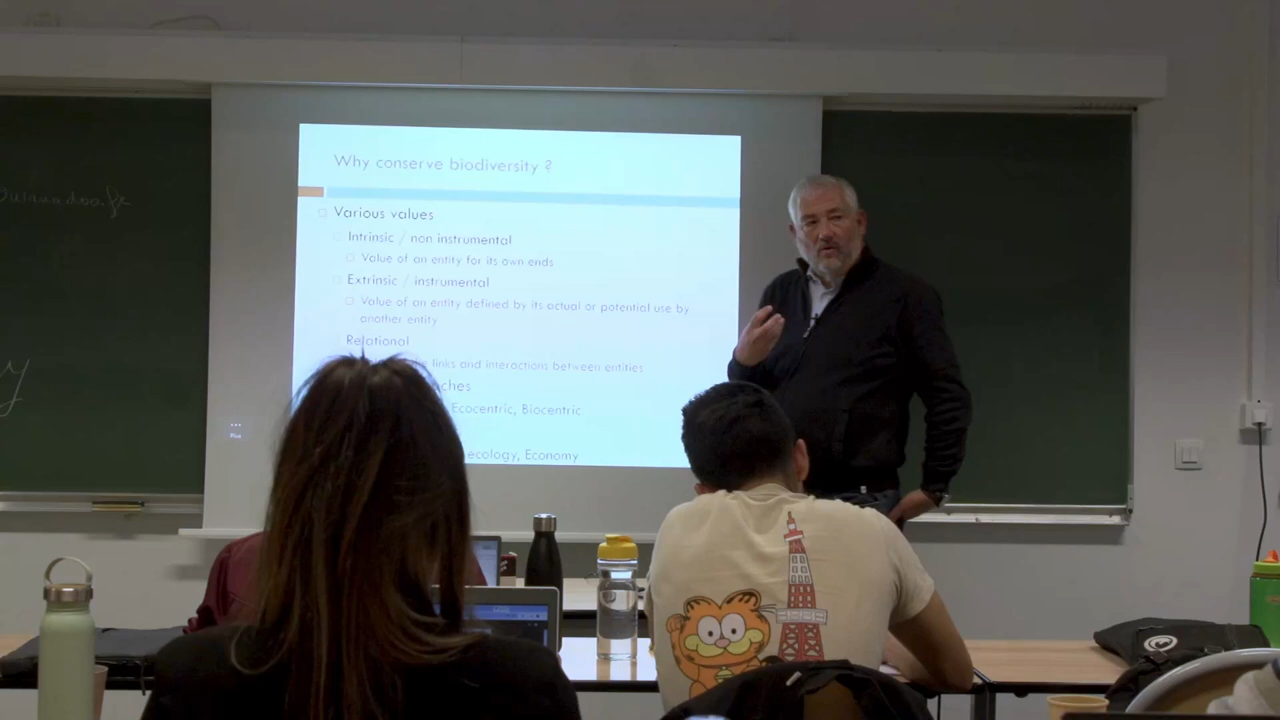 Why conserve biodiversity ?
Various values
Intrinsic / non instrumental
Value of an entity for its own ends
Extrinsic / instrumental
Value of an entity defined by its actual or potential use by
another entity
Relational
links and interactions between entities
Ecocentric, Biocentric
ecology, Economy
Plus